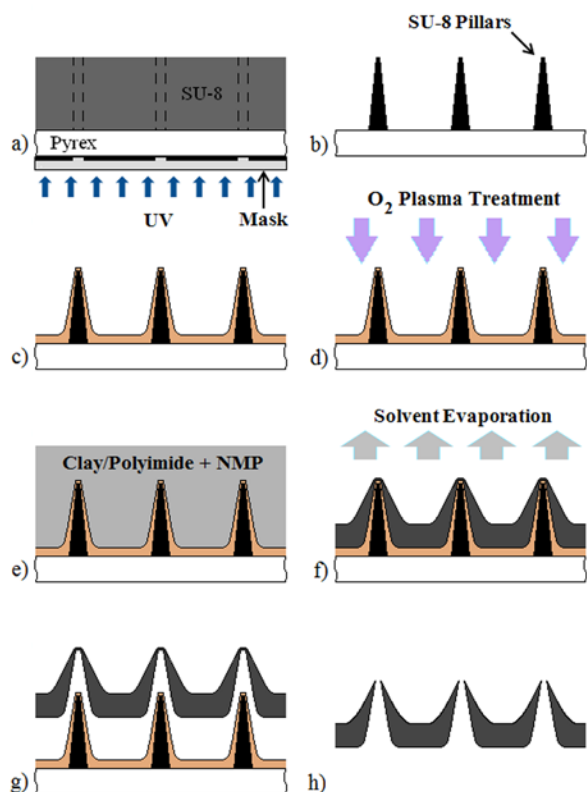 SU-8 Pillars
SU-8
Pyrex
a)
b)
UV
Mask
O₂ Plasma Treatment
c)
d)
Solvent Evaporation
Clay/Polyimide + NMP
e)
f)
g)
h)